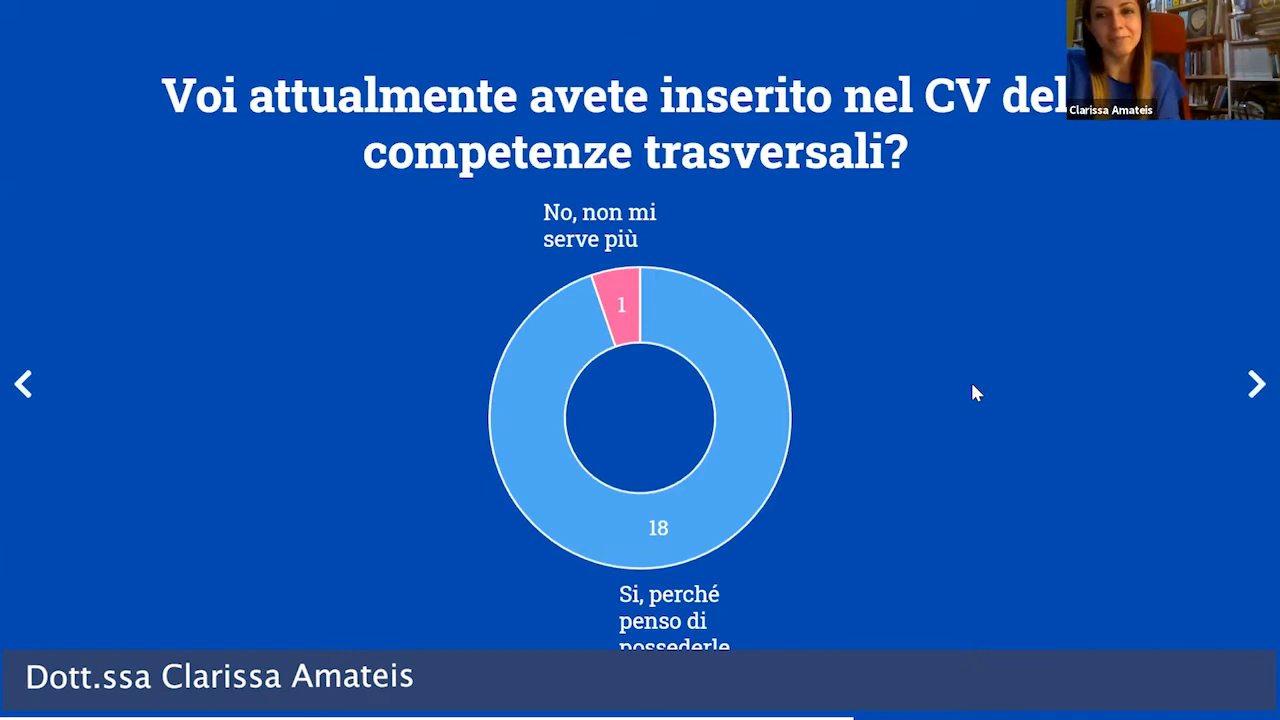 Voi attualmente avete inserito nel CV del
Clarissa Amateis
competenze trasversali?
No, non mi
serve più
1
18
Si, perché
penso di
possederle
Dott.ssa Clarissa Amateis